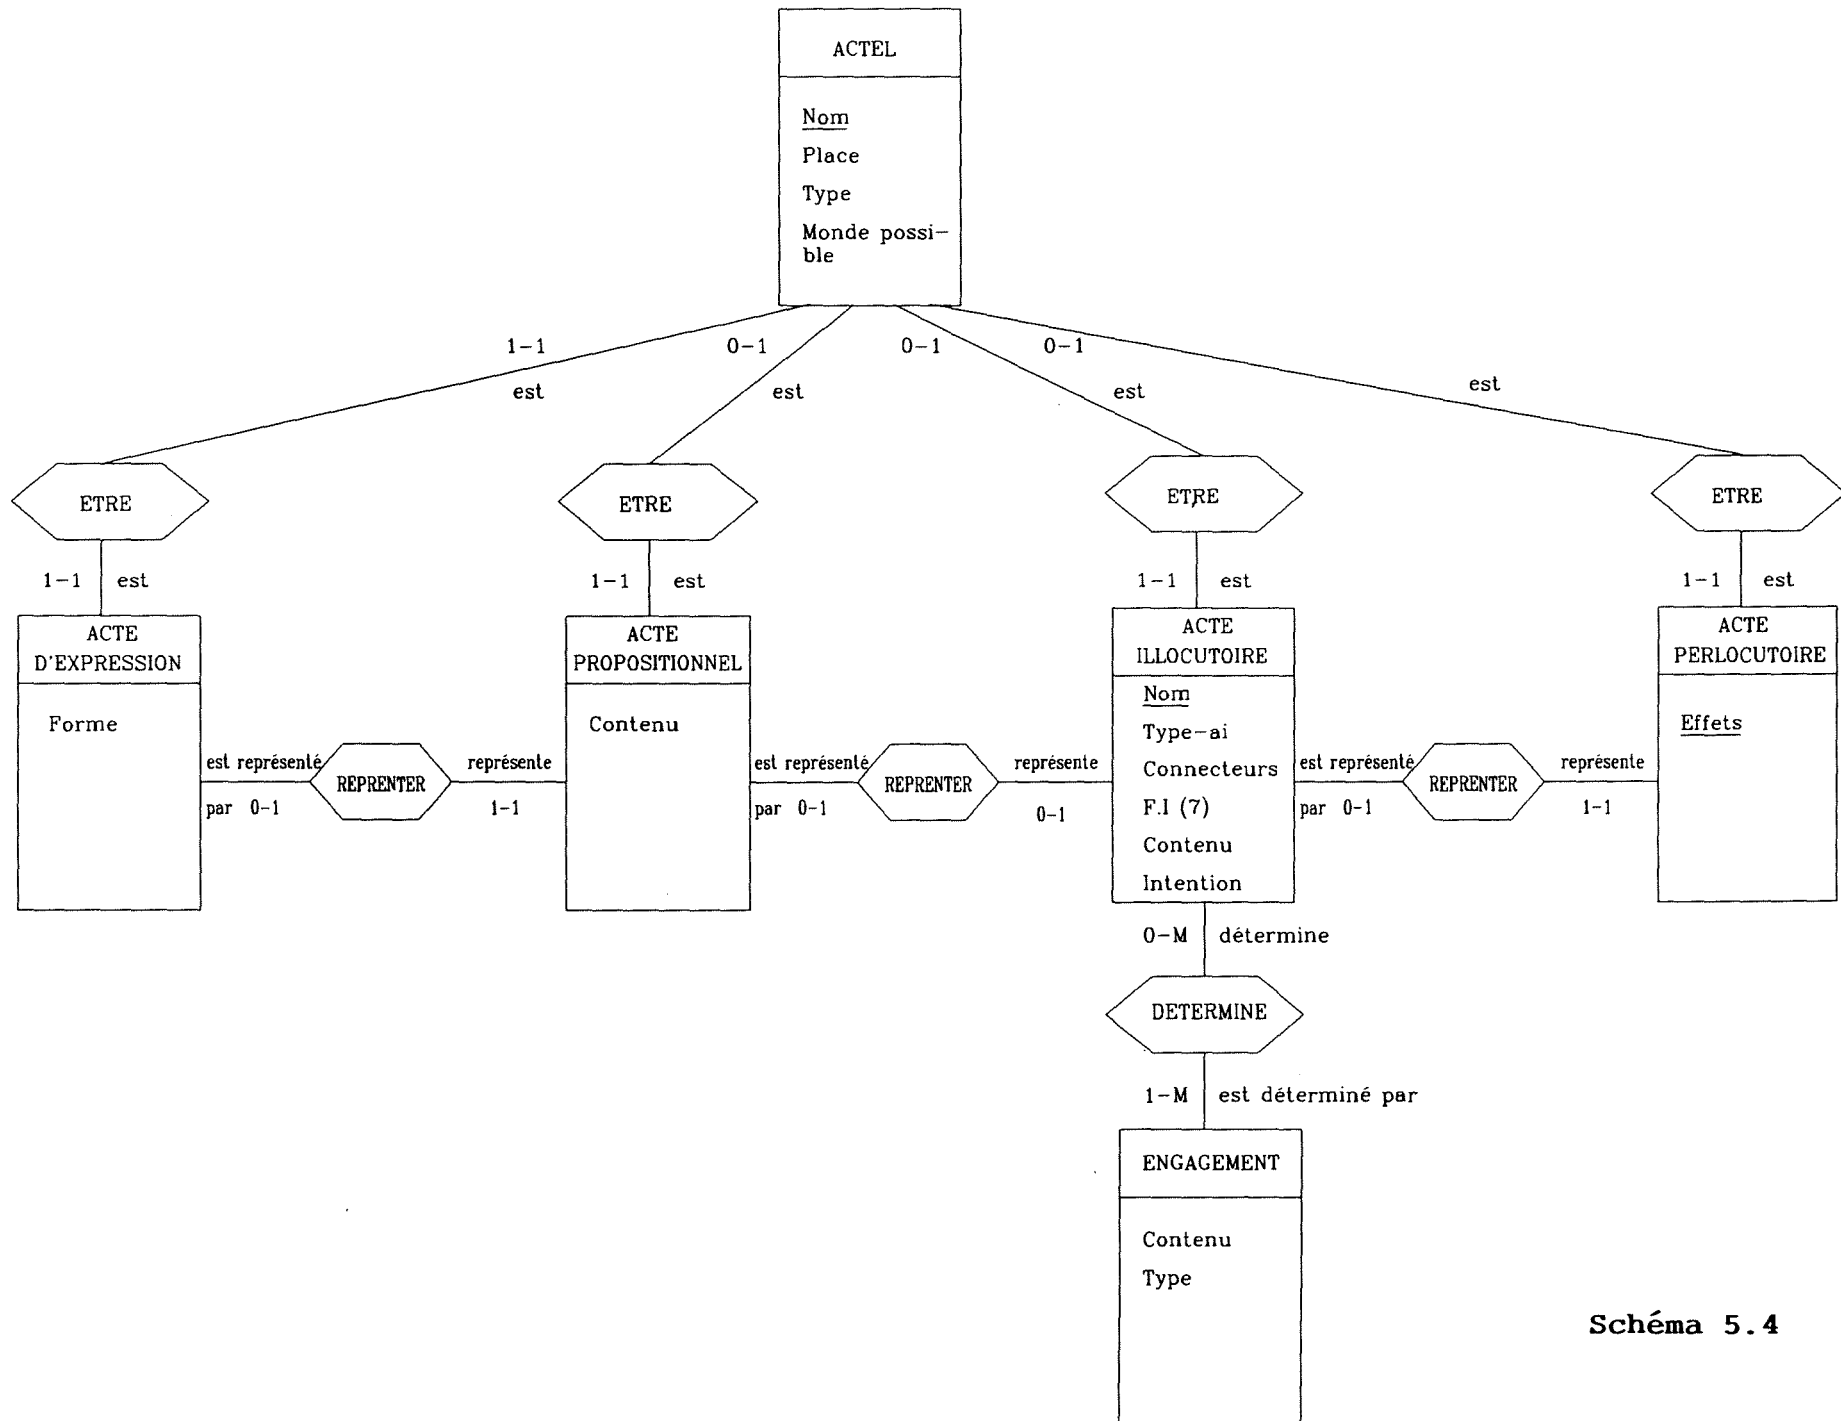 ACTEL
Nom
Place
Type
Monde possi-
ble
1-1
0-1
0-1
0-1
est
est
est
est
ETRE
ETRE
ETRE
ETRE
1-1 est
1-1 est
1-1 est
1-1 est
ACTE
D'EXPRESSION
Forme
est représenté
par 0-1
REPRENTER
représente
1-1
ACTE
PROPOSITIONNEL
Contenu
est représenté
par 0-1
REPRENTER
représente
0-1
ACTE
ILLOCUTOIRE
Nom
Type-ai
Connecteurs
F.I (7)
Contenu
Intention
est représenté
par 0-1
REPRENTER
représente
1-1
ACTE
PERLOCUTOIRE
Effets
0-M détermine
DETERMINE
1-M est déterminé par
ENGAGEMENT
Contenu
Type
Schéma 5.4